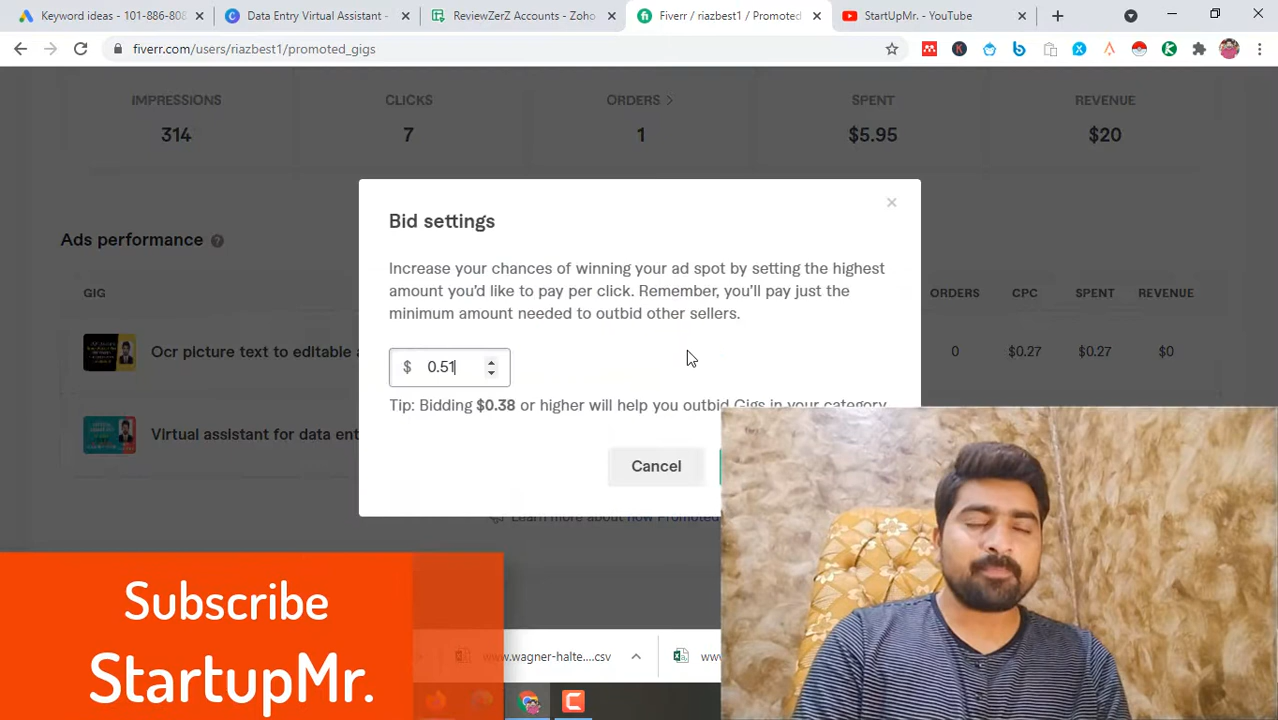 Keyword ideas - 101-886-808
Data Entry Virtual Assistant -
ReviewZerZ Accounts - Zoho
Fiverr / riazbest1 / Promoted
StartUpMr. - YouTube
fiverr.com/users/riazbest1/promoted_gigs
IMPRESSIONS CLICKS ORDERS > SPENT REVENUE
314 7 1 $5.95 $20
Bid settings
Increase your chances of winning your ad spot by setting the highest
amount you'd like to pay per click. Remember, you'll pay just the
minimum amount needed to outbid other sellers.
$ 0.51
Tip: Bidding $0.38 or higher will help you outbid Gigs in your category
Cancel
Ads performance
GIG ORDERS CPC SPENT REVENUE
Ocr picture text to editable 0 $0.27 $0.27 $0
Virtual assistant for data ent
Learn more about how Promoted
Subscribe
StartupMr.
www.wagner-halte....csv